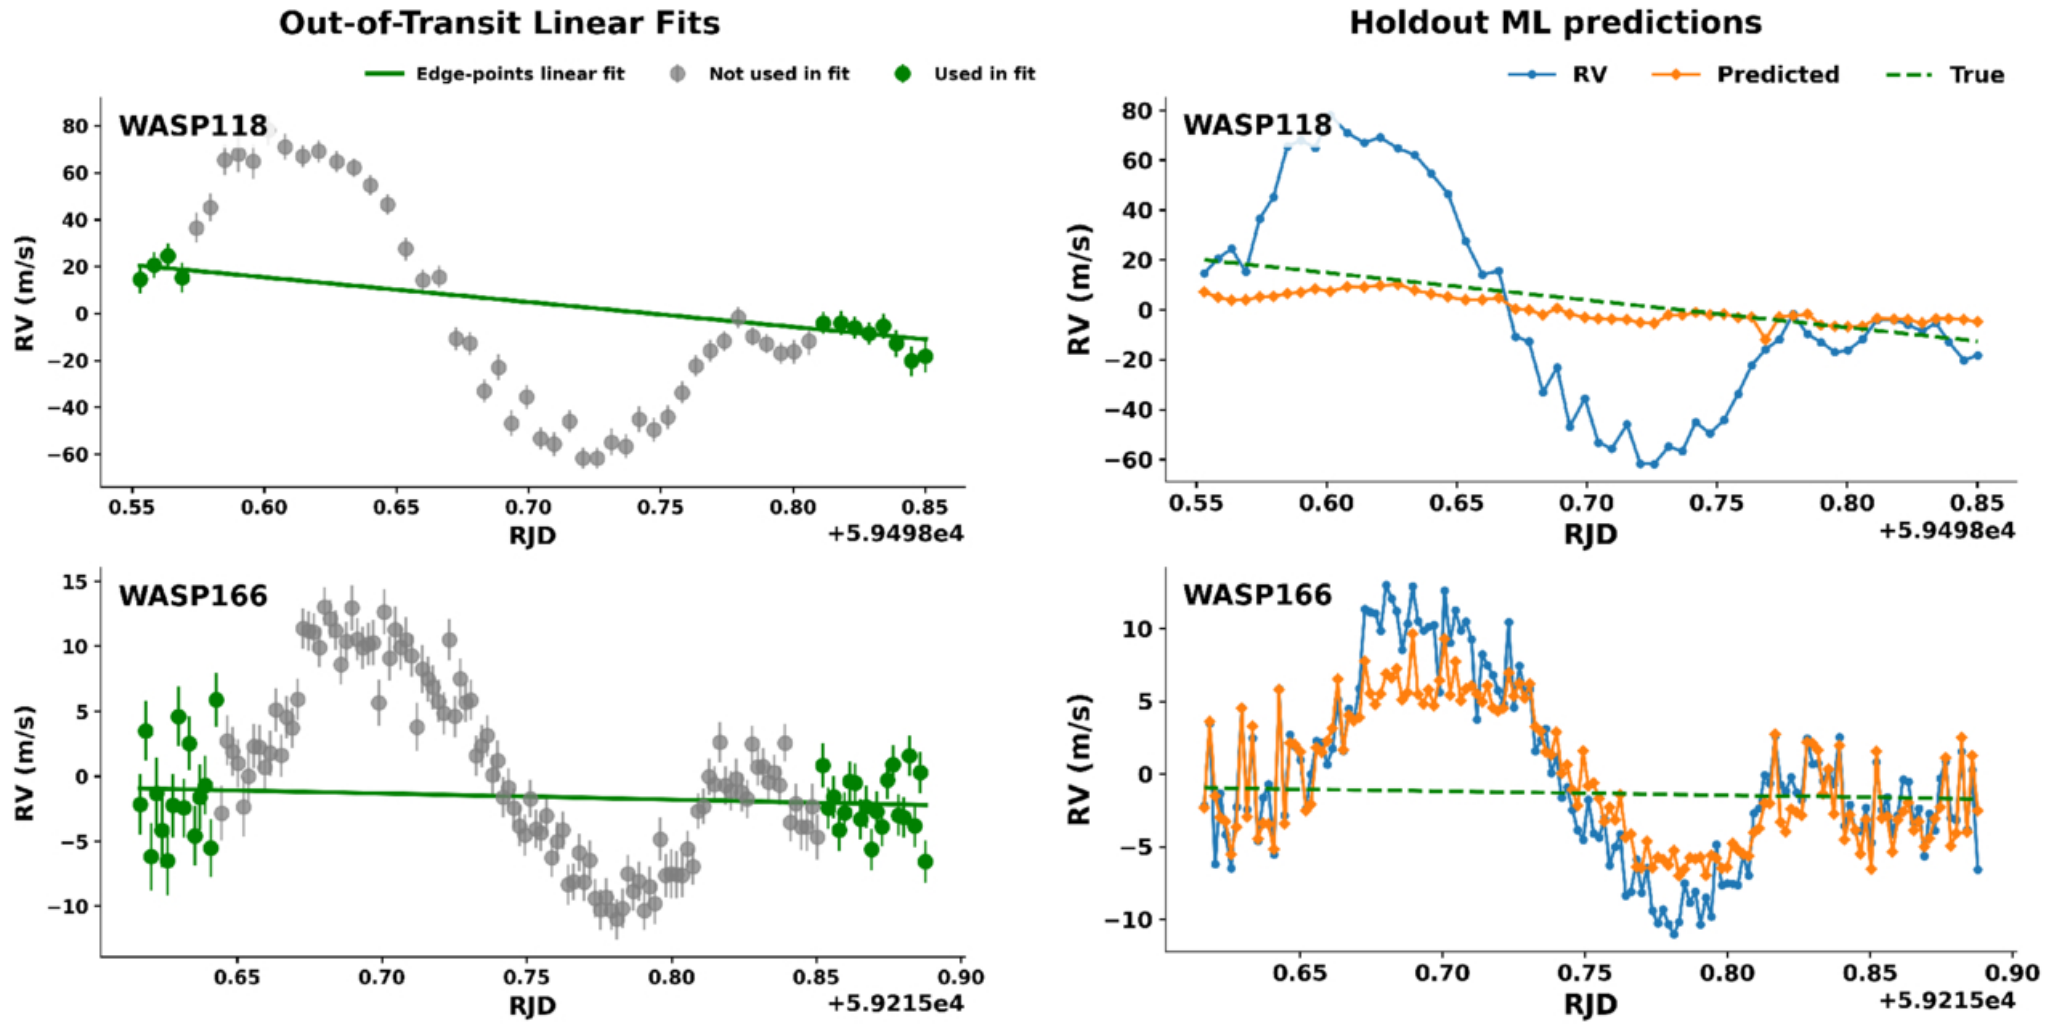 Out-of-Transit Linear Fits
Edge-points linear fit Not used in fit Used in fit
WASP118
80
60
40
20
0
−20
−40
−60
RV (m/s)
0.55 0.60 0.65 0.70 0.75 0.80 0.85
RJD
+5.9498e4
Holdout ML predictions
RV Predicted True
WASP118
80
60
40
20
0
−20
−40
−60
RV (m/s)
0.55 0.60 0.65 0.70 0.75 0.80 0.85
RJD
+5.9498e4
WASP166
15
10
5
0
−5
−10
RV (m/s)
0.65 0.70 0.75 0.80 0.85 0.90
RJD
+5.9215e4
WASP166
10
5
0
−5
−10
RV (m/s)
0.65 0.70 0.75 0.80 0.85 0.90
RJD
+5.9215e4